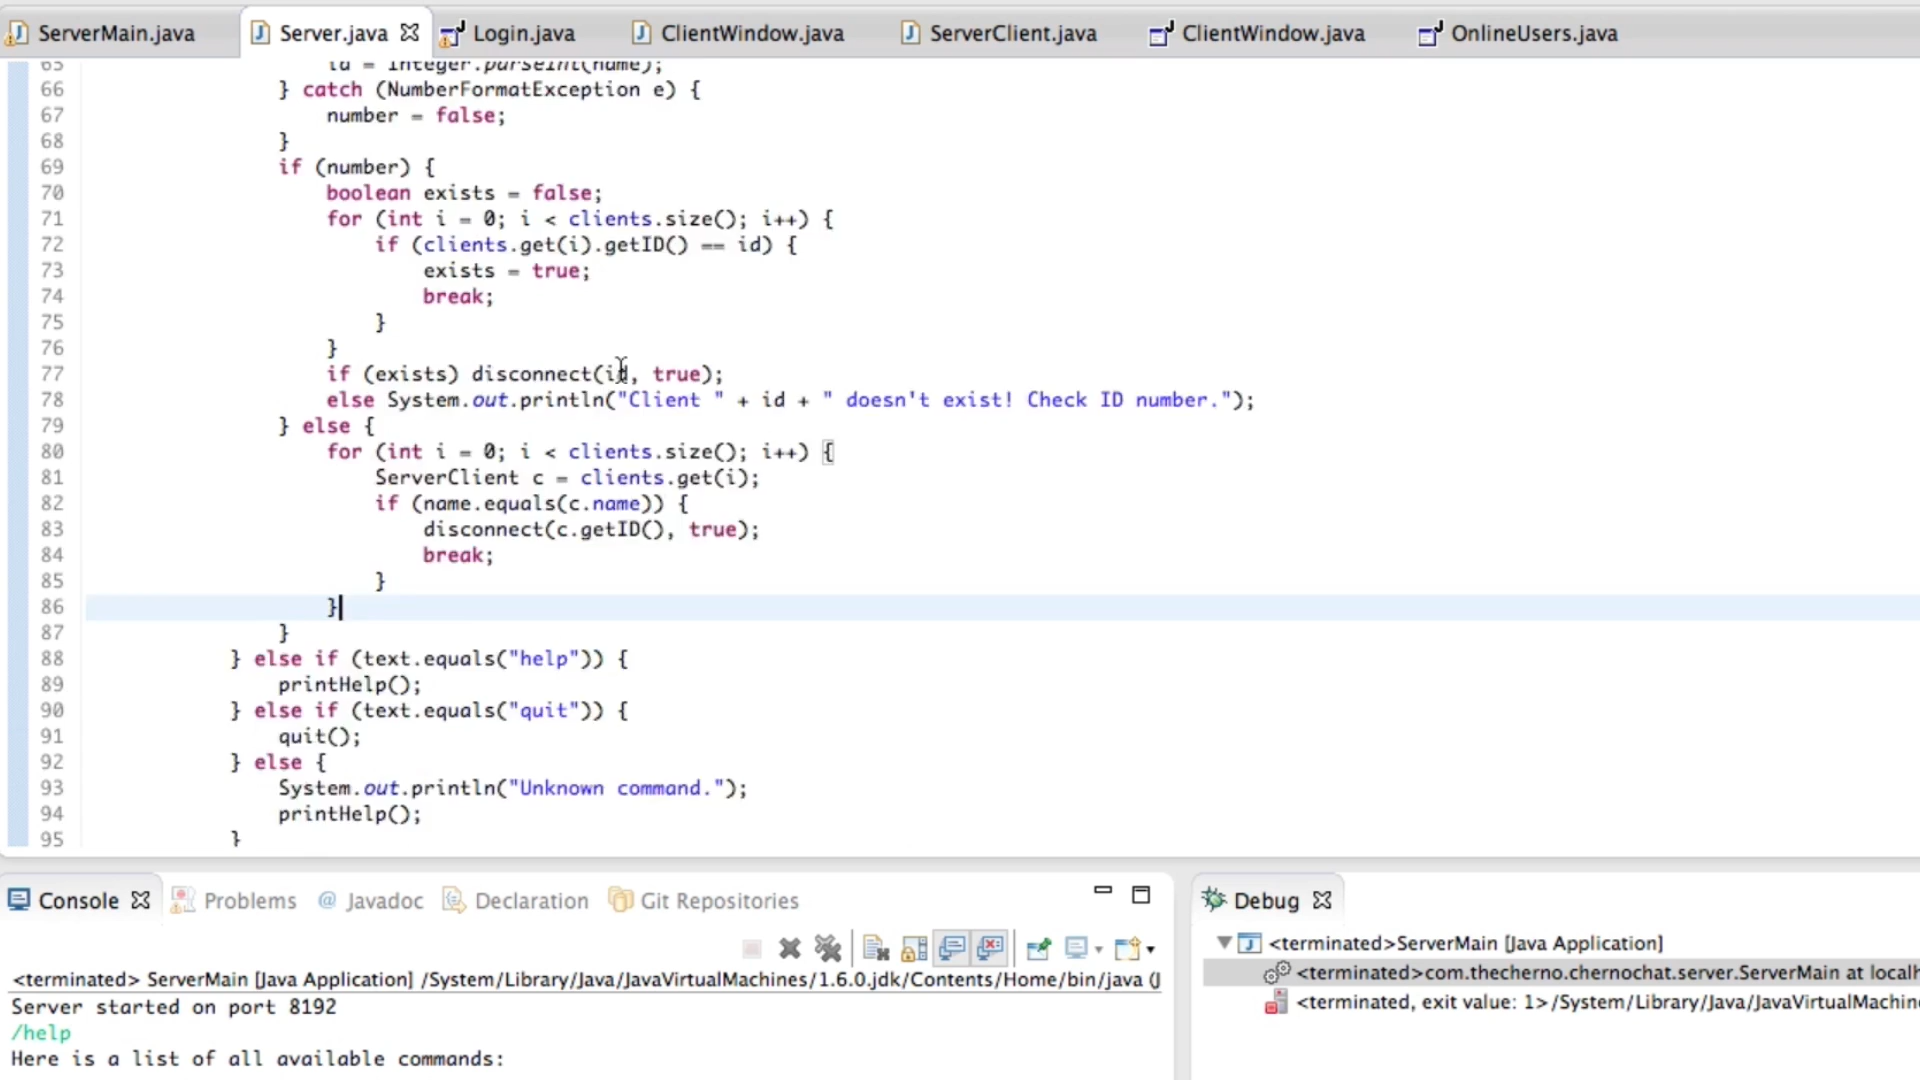 ServerMain.java Server.java Login.java ClientWindow.java ServerClient.java ClientWindow.java OnlineUsers.java
65 id = Integer.parseInt(name);
66 } catch (NumberFormatException e) {
67 number = false;
68 }
69 if (number) {
70 boolean exists = false;
71 for (int i = 0; i < clients.size(); i++) {
72 if (clients.get(i).getID() == id) {
73 exists = true;
74 break;
75 }
76 }
77 if (exists) disconnect(id, true);
78 else System.out.println("Client " + id + " doesn't exist! Check ID number.");
79 } else {
80 for (int i = 0; i < clients.size(); i++) {
81 ServerClient c = clients.get(i);
82 if (name.equals(c.name)) {
83 disconnect(c.getID(), true);
84 break;
85 }
86 }
87 }
88 } else if (text.equals("help")) {
89 printHelp();
90 } else if (text.equals("quit")) {
91 quit();
92 } else {
93 System.out.println("Unknown command.");
94 printHelp();
95 }
Console Problems @ Javadoc Declaration Git Repositories
<terminated> ServerMain [Java Application] /System/Library/Java/JavaVirtualMachines/1.6.0.jdk/Contents/Home/bin/java (J
Server started on port 8192
/help
Here is a list of all available commands:
Debug
<terminated>ServerMain [Java Application]
<terminated>com.thecherno.chernochat.server.ServerMain at localh
<terminated, exit value: 1>/System/Library/Java/JavaVirtualMachine